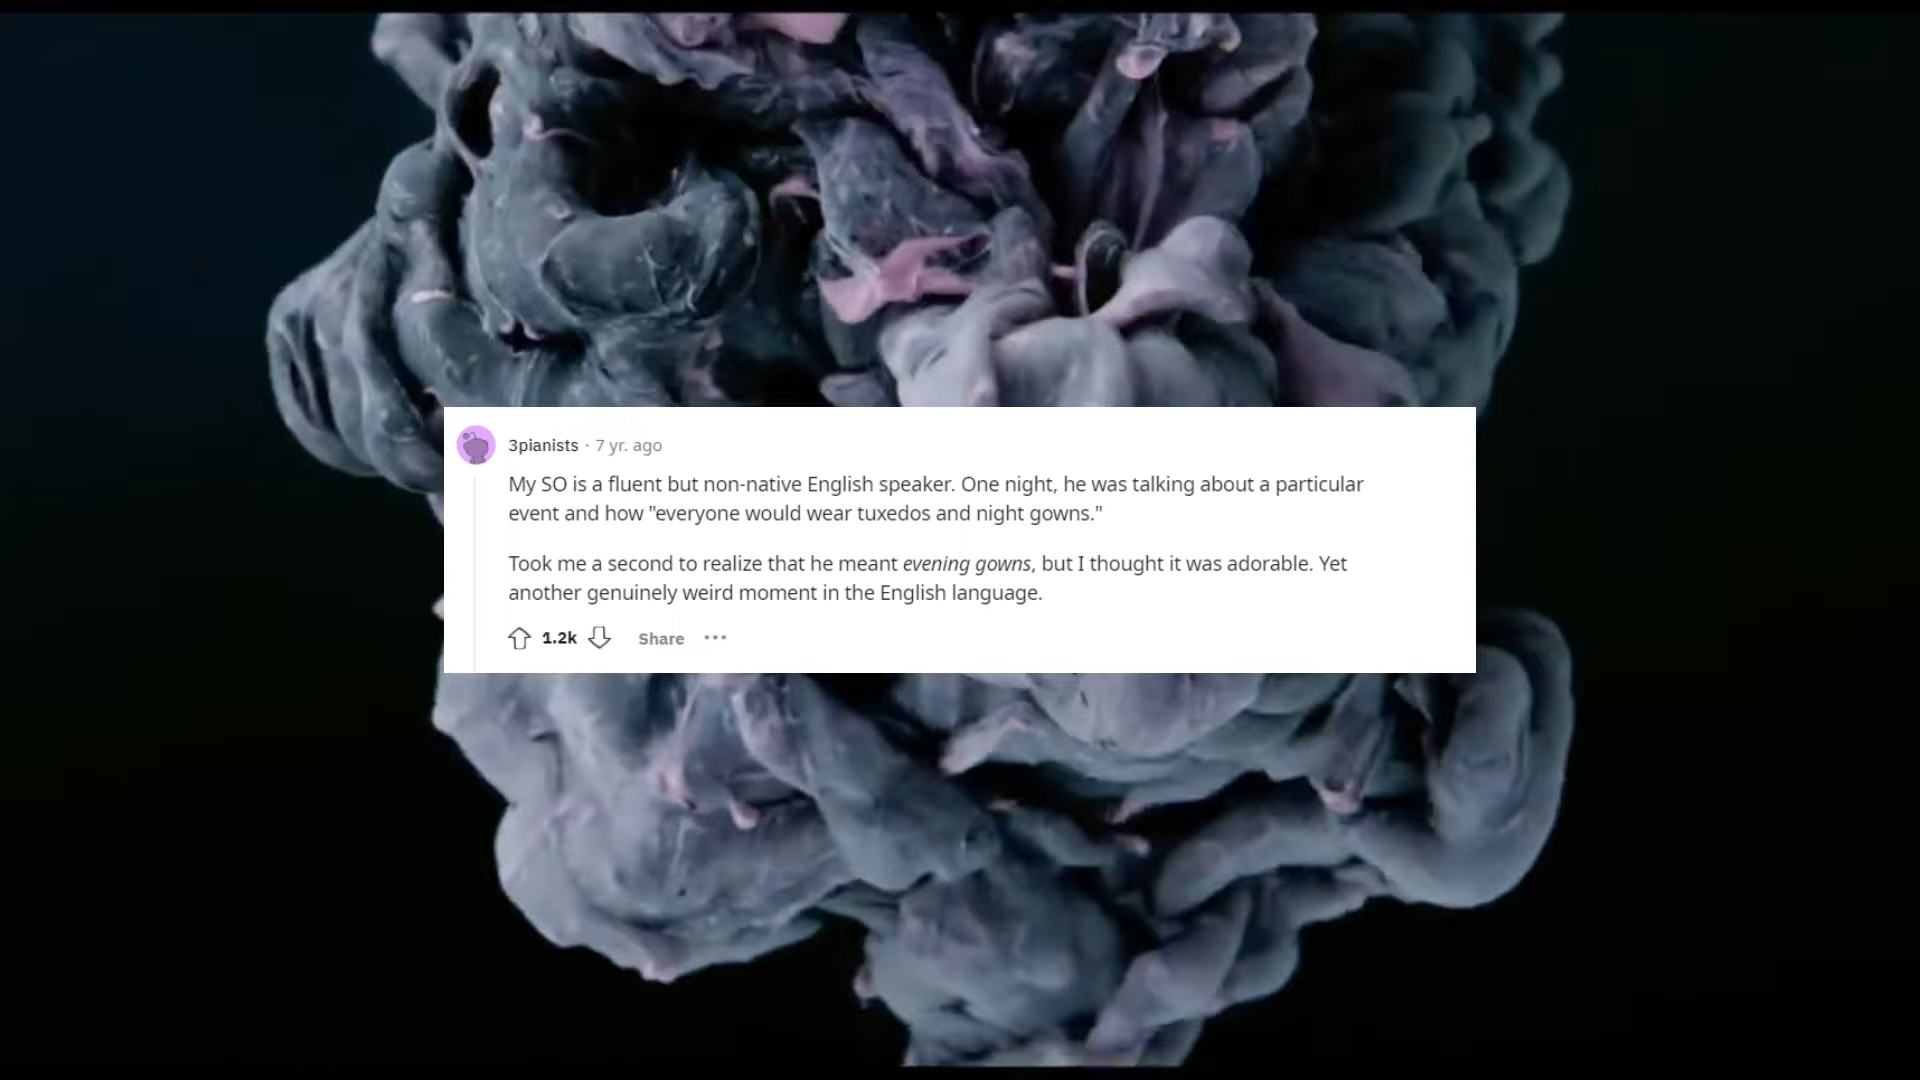 3pianists · 7 yr. ago
My SO is a fluent but non-native English speaker. One night, he was talking about a particular
event and how "everyone would wear tuxedos and night gowns."
Took me a second to realize that he meant evening gowns, but I thought it was adorable. Yet
another genuinely weird moment in the English language.
1.2k Share ···